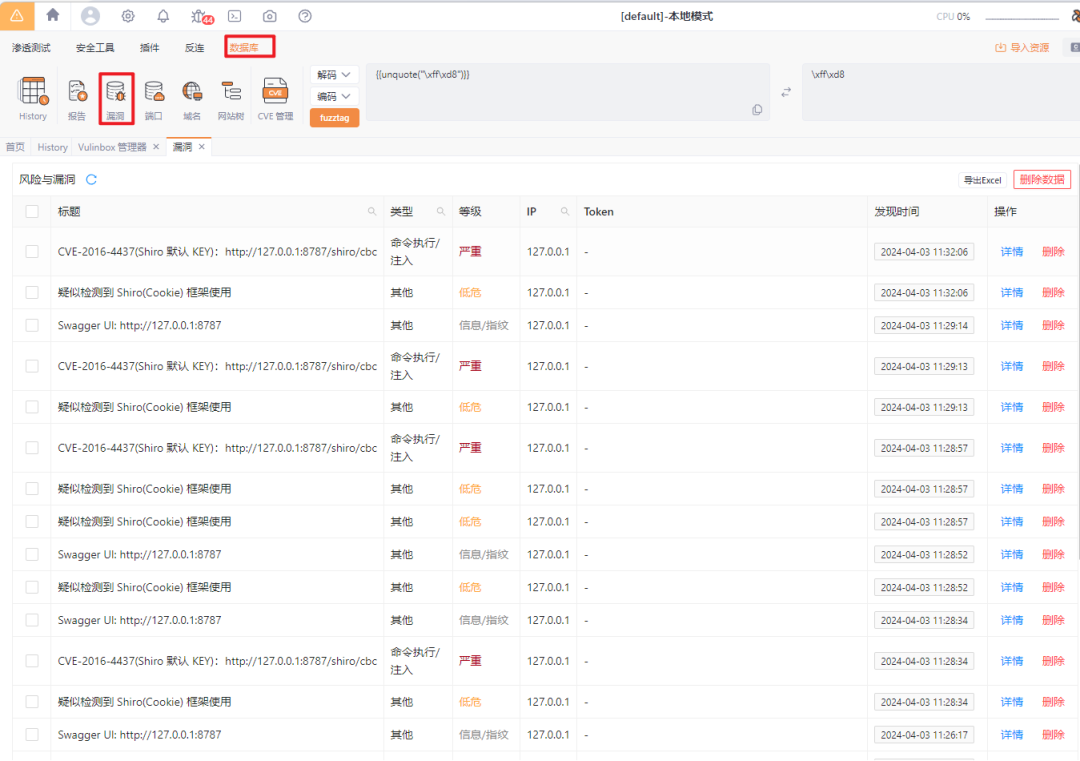 44
[default]-本地模式
CPU 0%
渗透测试 安全工具 插件 反连 数据库
导入资源
History 报告 漏洞 端口 域名 网站树 CVE 管理
CVE
解码
编码
fuzztag
{{unquote("\xff\xd8")}}
\xff\xd8
首页 History Vulinbox 管理器 × 漏洞 ×
风险与漏洞
导出Excel 删除数据
标题 类型 等级 IP Token 发现时间 操作
CVE-2016-4437(Shiro 默认 KEY)：http://127.0.0.1:8787/shiro/cbc 命令执行/注入 严重 127.0.0.1 - 2024-04-03 11:32:06 详情 删除
疑似检测到 Shiro(Cookie) 框架使用 其他 低危 127.0.0.1 - 2024-04-03 11:32:06 详情 删除
Swagger UI: http://127.0.0.1:8787 其他 信息/指纹 127.0.0.1 - 2024-04-03 11:29:14 详情 删除
CVE-2016-4437(Shiro 默认 KEY)：http://127.0.0.1:8787/shiro/cbc 命令执行/注入 严重 127.0.0.1 - 2024-04-03 11:29:13 详情 删除
疑似检测到 Shiro(Cookie) 框架使用 其他 低危 127.0.0.1 - 2024-04-03 11:29:13 详情 删除
CVE-2016-4437(Shiro 默认 KEY)：http://127.0.0.1:8787/shiro/cbc 命令执行/注入 严重 127.0.0.1 - 2024-04-03 11:28:57 详情 删除
疑似检测到 Shiro(Cookie) 框架使用 其他 低危 127.0.0.1 - 2024-04-03 11:28:57 详情 删除
疑似检测到 Shiro(Cookie) 框架使用 其他 低危 127.0.0.1 - 2024-04-03 11:28:57 详情 删除
Swagger UI: http://127.0.0.1:8787 其他 信息/指纹 127.0.0.1 - 2024-04-03 11:28:52 详情 删除
疑似检测到 Shiro(Cookie) 框架使用 其他 低危 127.0.0.1 - 2024-04-03 11:28:52 详情 删除
Swagger UI: http://127.0.0.1:8787 其他 信息/指纹 127.0.0.1 - 2024-04-03 11:28:34 详情 删除
CVE-2016-4437(Shiro 默认 KEY)：http://127.0.0.1:8787/shiro/cbc 命令执行/注入 严重 127.0.0.1 - 2024-04-03 11:28:34 详情 删除
疑似检测到 Shiro(Cookie) 框架使用 其他 低危 127.0.0.1 - 2024-04-03 11:28:34 详情 删除
Swagger UI: http://127.0.0.1:8787 其他 信息/指纹 127.0.0.1 - 2024-04-03 11:26:17 详情 删除